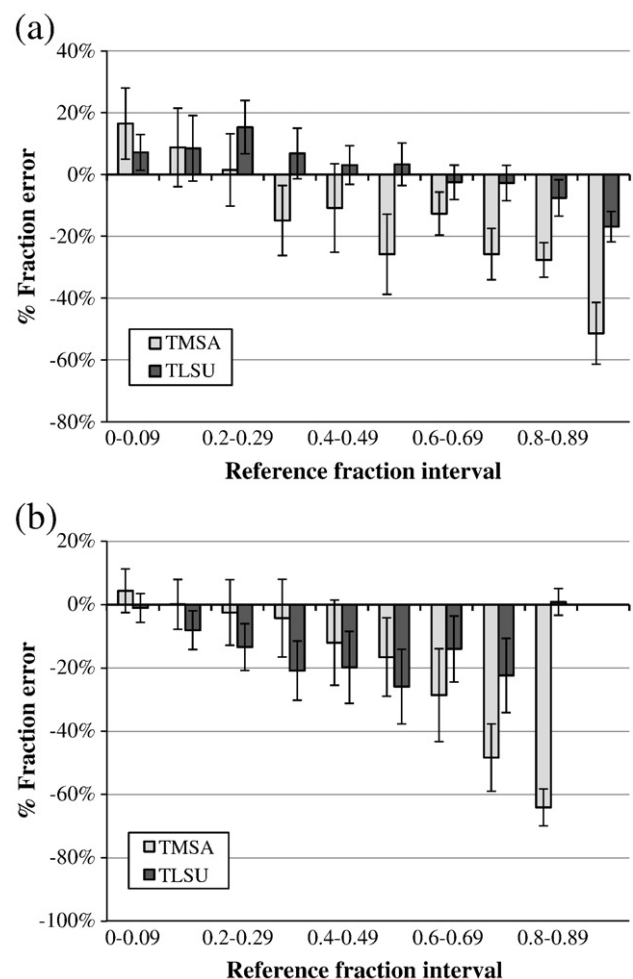 (a)
40%
20%
0%
-20%
-40%
-60%
-80%
% Fraction error
TMSA
TLSU
0-0.09 0.2-0.29 0.4-0.49 0.6-0.69 0.8-0.89
Reference fraction interval
(b)
20%
0%
-20%
-40%
-60%
-80%
-100%
% Fraction error
TMSA
TLSU
0-0.09 0.2-0.29 0.4-0.49 0.6-0.69 0.8-0.89
Reference fraction interval